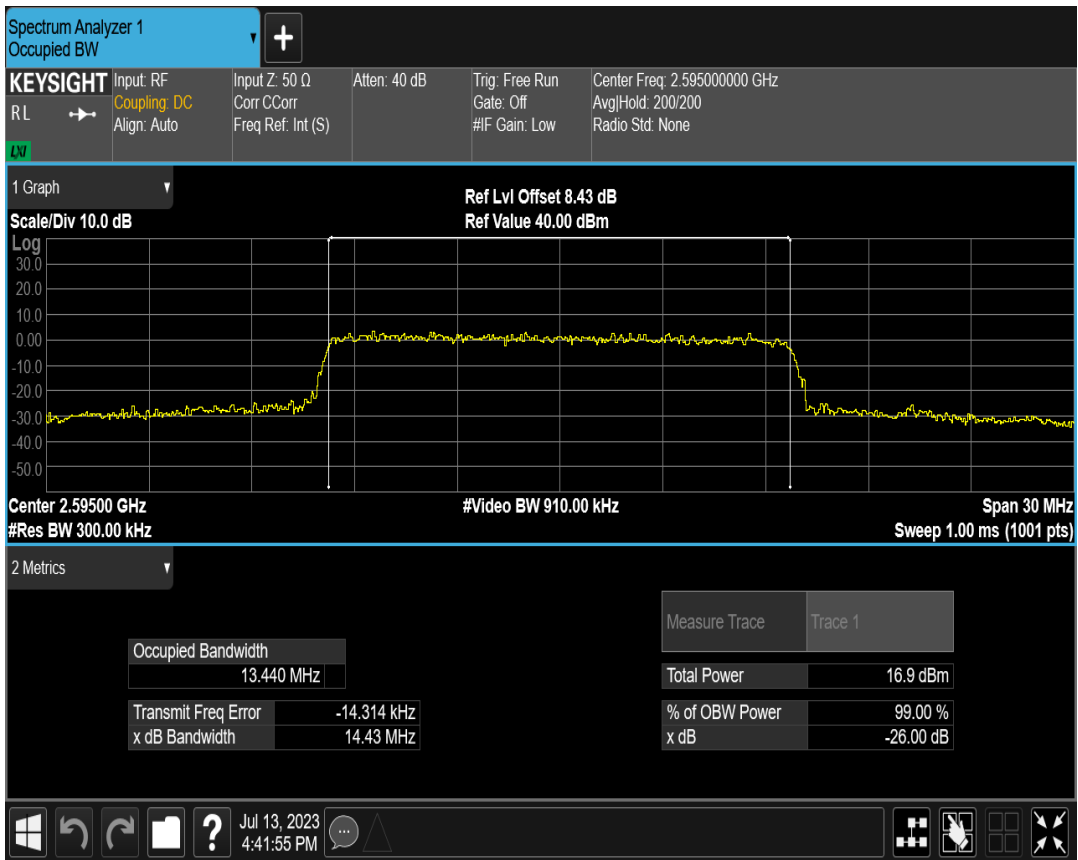 Spectrum Analyzer 1
Occupied BW
KEYSIGHT
R L
LXI
Input: RF
Coupling: DC
Align: Auto
Input Z: 50 Ω
Corr CCorr
Freq Ref: Int (S)
Atten: 40 dB
Trig: Free Run
Gate: Off
#IF Gain: Low
Center Freq: 2.595000000 GHz
Avg|Hold: 200/200
Radio Std: None
1 Graph
Scale/Div 10.0 dB
Ref Lvl Offset 8.43 dB
Ref Value 40.00 dBm
Log
30.0
20.0
10.0
0.00
-10.0
-20.0
-30.0
-40.0
-50.0
Center 2.59500 GHz
#Video BW 910.00 kHz
Span 30 MHz
#Res BW 300.00 kHz
Sweep 1.00 ms (1001 pts)
2 Metrics
Measure Trace Trace 1
Occupied Bandwidth
13.440 MHz
Total Power 16.9 dBm
Transmit Freq Error -14.314 kHz
% of OBW Power 99.00 %
x dB Bandwidth 14.43 MHz
x dB -26.00 dB
?
Jul 13, 2023
4:41:55 PM